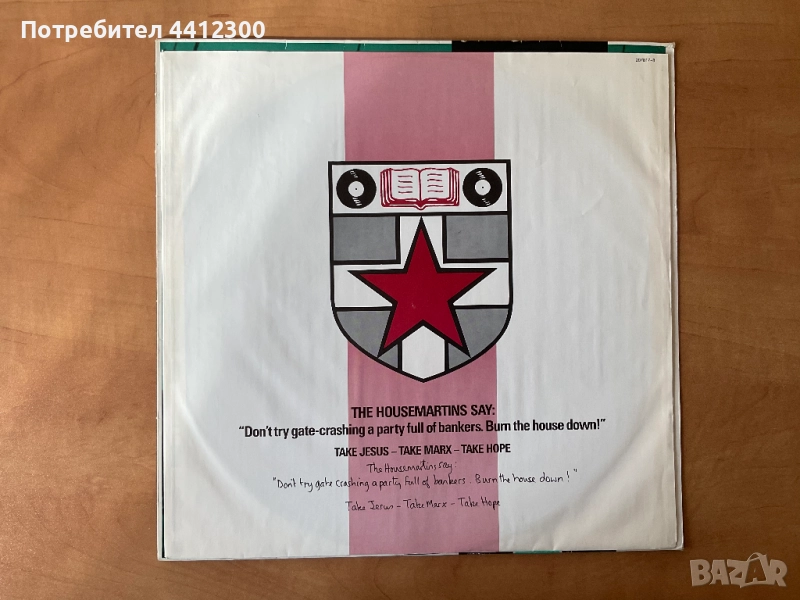 Потребител 4412300
THE HOUSEMARTINS SAY:
“Don't try gate-crashing a party full of bankers. Burn the house down!”
TAKE JESUS – TAKE MARX – TAKE HOPE
The Housemartins say:
"Don't try gate crashing a party full of bankers. Burn the house down!"
Take Jesus - Take Marx - Take Hope
BAZAR